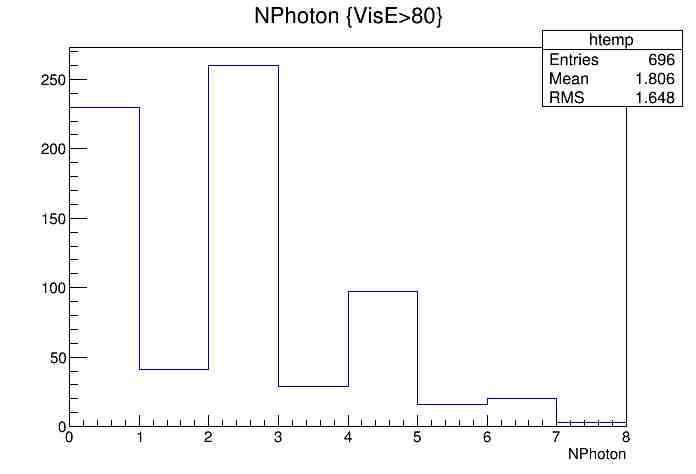 NPhoton {VisE>80}
htemp
Entries 696
Mean 1.806
RMS 1.648
250
200
150
100
50
0
0 1 2 3 4 5 6 7 8
NPhoton